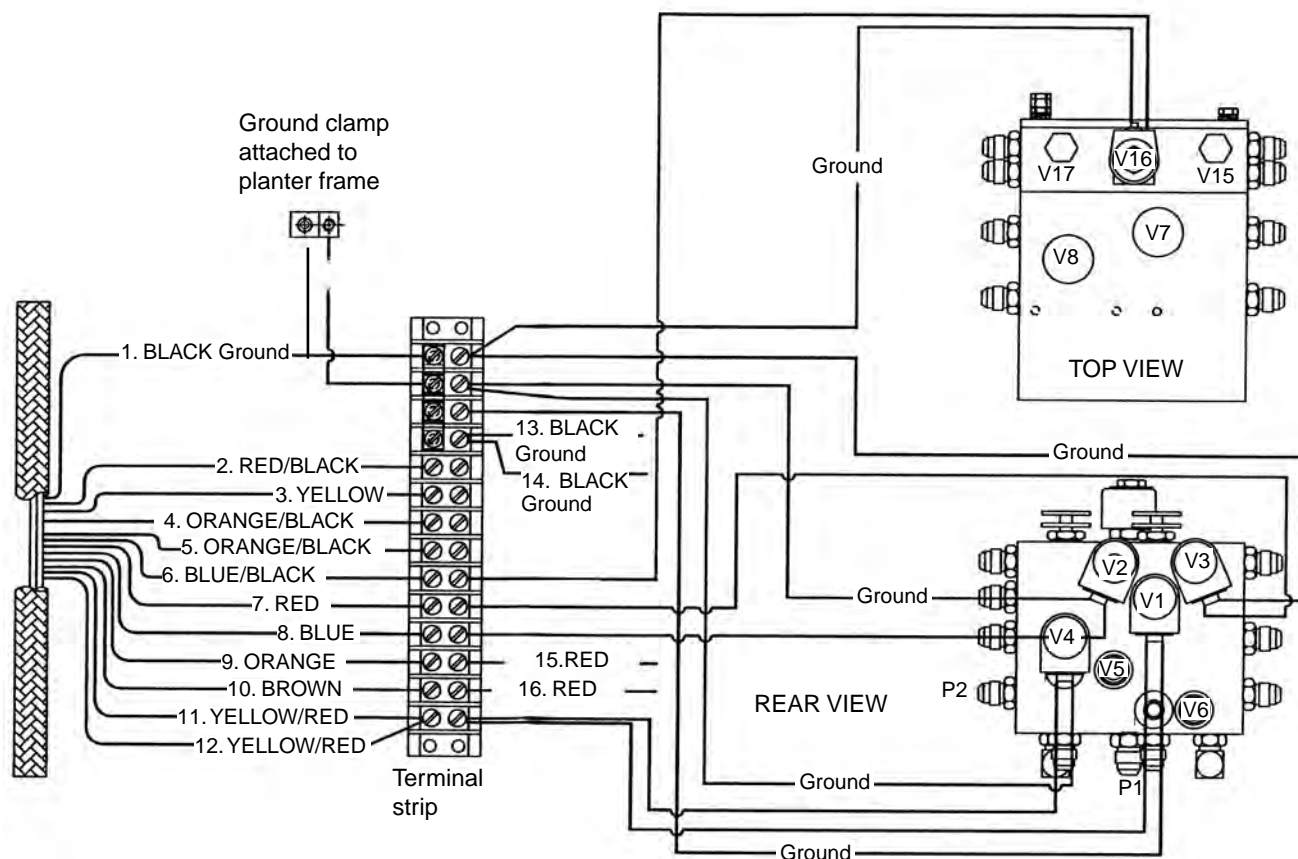 Ground clamp
attached to
planter frame
Ground
V17
V16
V15
V7
V8
TOP VIEW
1. BLACK Ground
13. BLACK
Ground
14. BLACK
Ground
Ground
2. RED/BLACK
3. YELLOW
4. ORANGE/BLACK
5. ORANGE/BLACK
6. BLUE/BLACK
7. RED
8. BLUE
9. ORANGE
10. BROWN
11. YELLOW/RED
12. YELLOW/RED
15.RED
16. RED
Ground
V2
V3
V1
V4
V5
V6
P2
REAR VIEW
P1
Terminal
strip
Ground
Ground